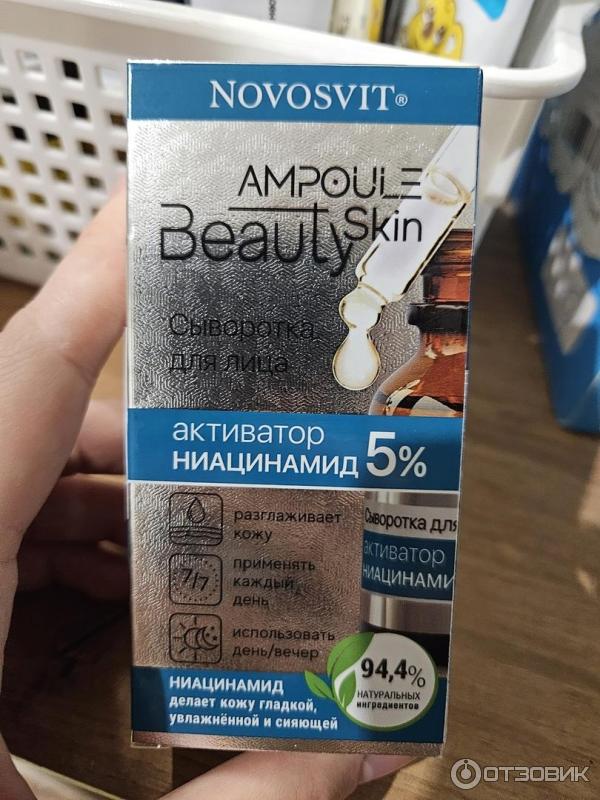 NOVOSVIT®
AMPOULE
Beauty Skin
Сыворотка
для лица
активатор
НИАЦИНАМИД 5%
разглаживает
кожу
7/7
применять
каждый
день
использовать
день/вечер
Сыворотка для
активатор
НИАЦИНАМИ
94,4%
НАТУРАЛЬНЫХ
ингредиентов
НИАЦИНАМИД
делает кожу гладкой,
увлажнённой и сияющей
ОТЗОВИК